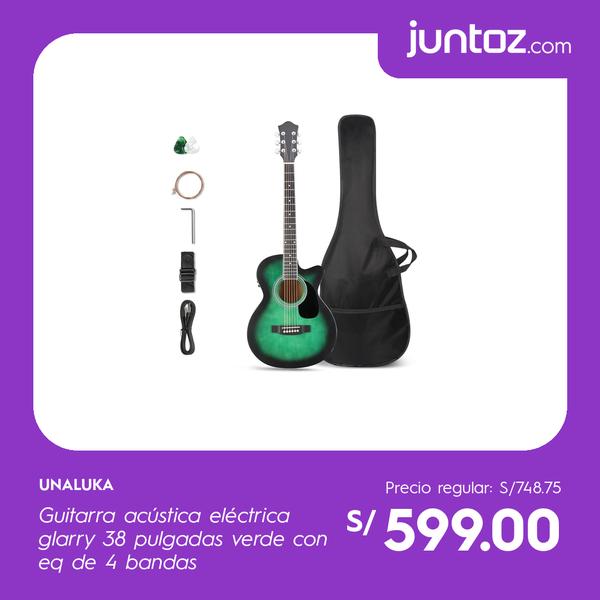 juntoz.com
UNALUKA
Guitarra acústica eléctrica
glarry 38 pulgadas verde con
eq de 4 bandas
Precio regular: S/748.75
S/599.00